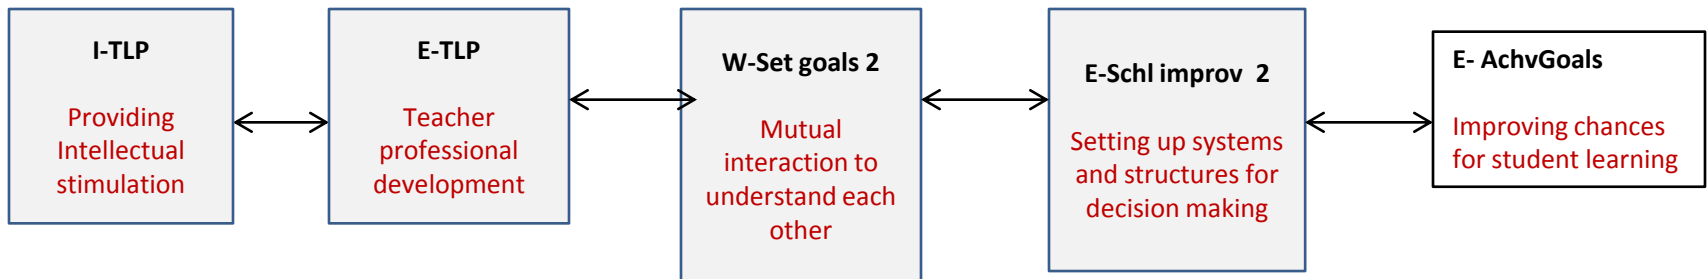 I-TLP
Providing
Intellectual
stimulation
E-TLP
Teacher
professional
development
W-Set goals 2
Mutual
interaction to
understand each
other
E-Schl improv  2
Setting up systems
and structures for
decision making
E- AchvGoals
Improving chances
for student learning